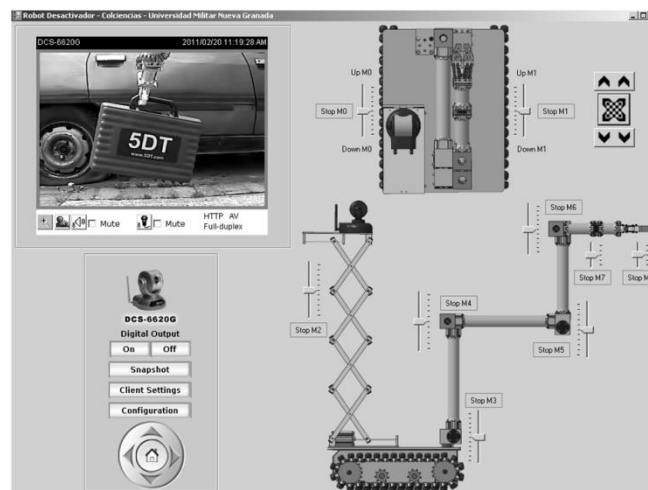 Robot Desactivador - Colciencias - Universidad Militar Nueva Granada
DCS-6620G 2011/02/20 11:19:28 AM
5DT
www.5DT.com
Mute
Mute
HTTP AV
Full-duplex
DCS-6620G
Digital Output
On Off
Snapshot
Client Settings
Configuration
Up M0
Up M1
Stop M0
Stop M1
Down M0
Down M1
Stop M6
Stop M7
Stop M2
Stop M4
Stop M5
Stop M3